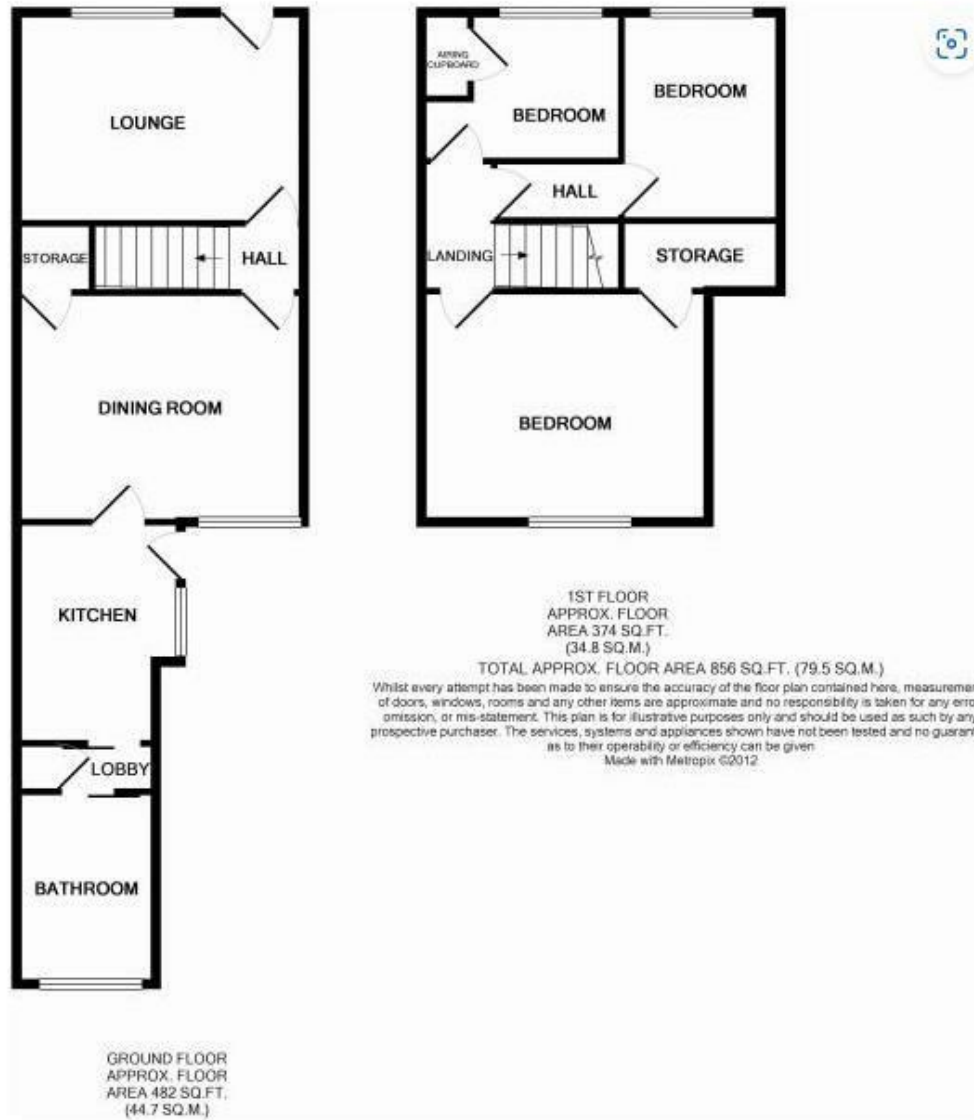 LOUNGE
STORAGE
HALL
DINING ROOM
KITCHEN
LOBBY
BATHROOM
GROUND FLOOR
APPROX. FLOOR
AREA 482 SQ.FT.
(44.7 SQ.M.)
AIRING
CUPBOARD
BEDROOM
BEDROOM
HALL
LANDING
STORAGE
BEDROOM
1ST FLOOR
APPROX. FLOOR
AREA 374 SQ.FT.
(34.8 SQ.M.)
TOTAL APPROX. FLOOR AREA 856 SQ.FT. (79.5 SQ.M.)
Whilst every attempt has been made to ensure the accuracy of the floor plan contained here, measuremen
of doors, windows, rooms and any other items are approximate and no responsibility is taken for any erro
omission, or mis-statement. This plan is for illustrative purposes only and should be used as such by any
prospective purchaser. The services, systems and appliances shown have not been tested and no guarant
as to their operability or efficiency can be given
Made with Metropix ©2012